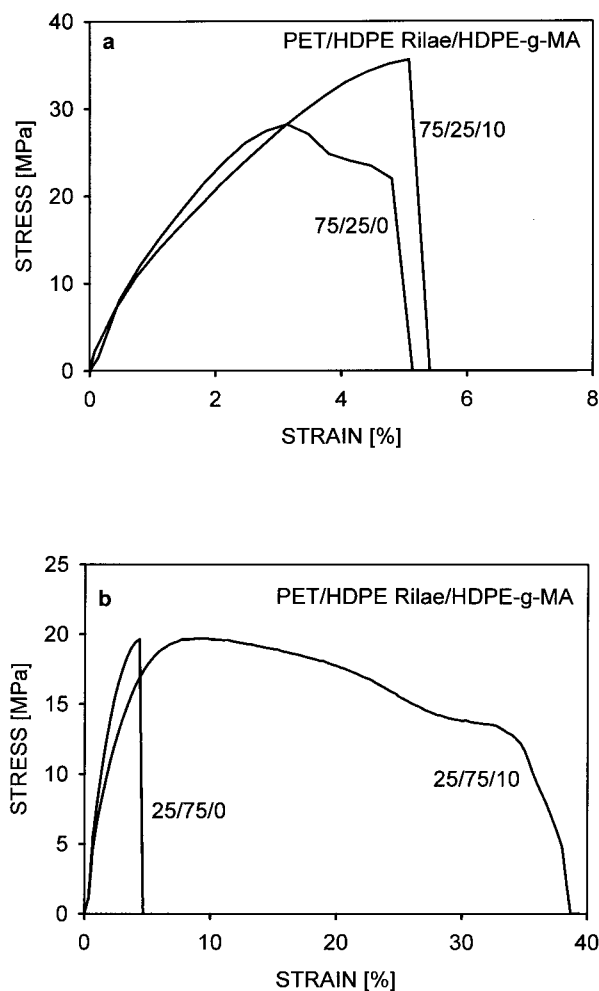 a
PET/HDPE Rilae/HDPE-g-MA
40
30
20
10
0
STRESS [MPa]
75/25/10
75/25/0
0 2 4 6 8
STRAIN [%]
b
PET/HDPE Rilae/HDPE-g-MA
25
20
15
10
5
0
STRESS [MPa]
25/75/0
25/75/10
0 10 20 30 40
STRAIN [%]